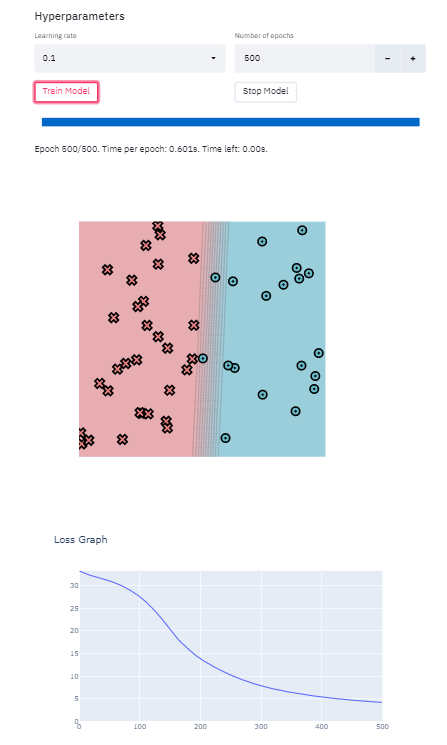 Hyperparameters
Learning rate
Number of epochs
0.1
500
- +
Train Model
Stop Model
Epoch 500/500. Time per epoch: 0.601s. Time left: 0.00s.
Loss Graph
30
25
20
15
10
5
0
0 100 200 300 400 500